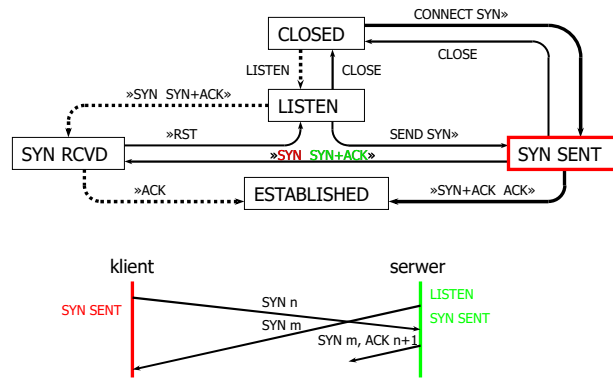 CLOSED
CONNECT SYN»
CLOSE
LISTEN
CLOSE
»SYN SYN+ACK»
LISTEN
»RST
SEND SYN»
SYN RCVD
»SYN SYN+ACK»
SYN SENT
»ACK
ESTABLISHED
»SYN+ACK ACK»
klient
serwer
SYN SENT
SYN n
LISTEN
SYN m
SYN SENT
SYN m, ACK n+1